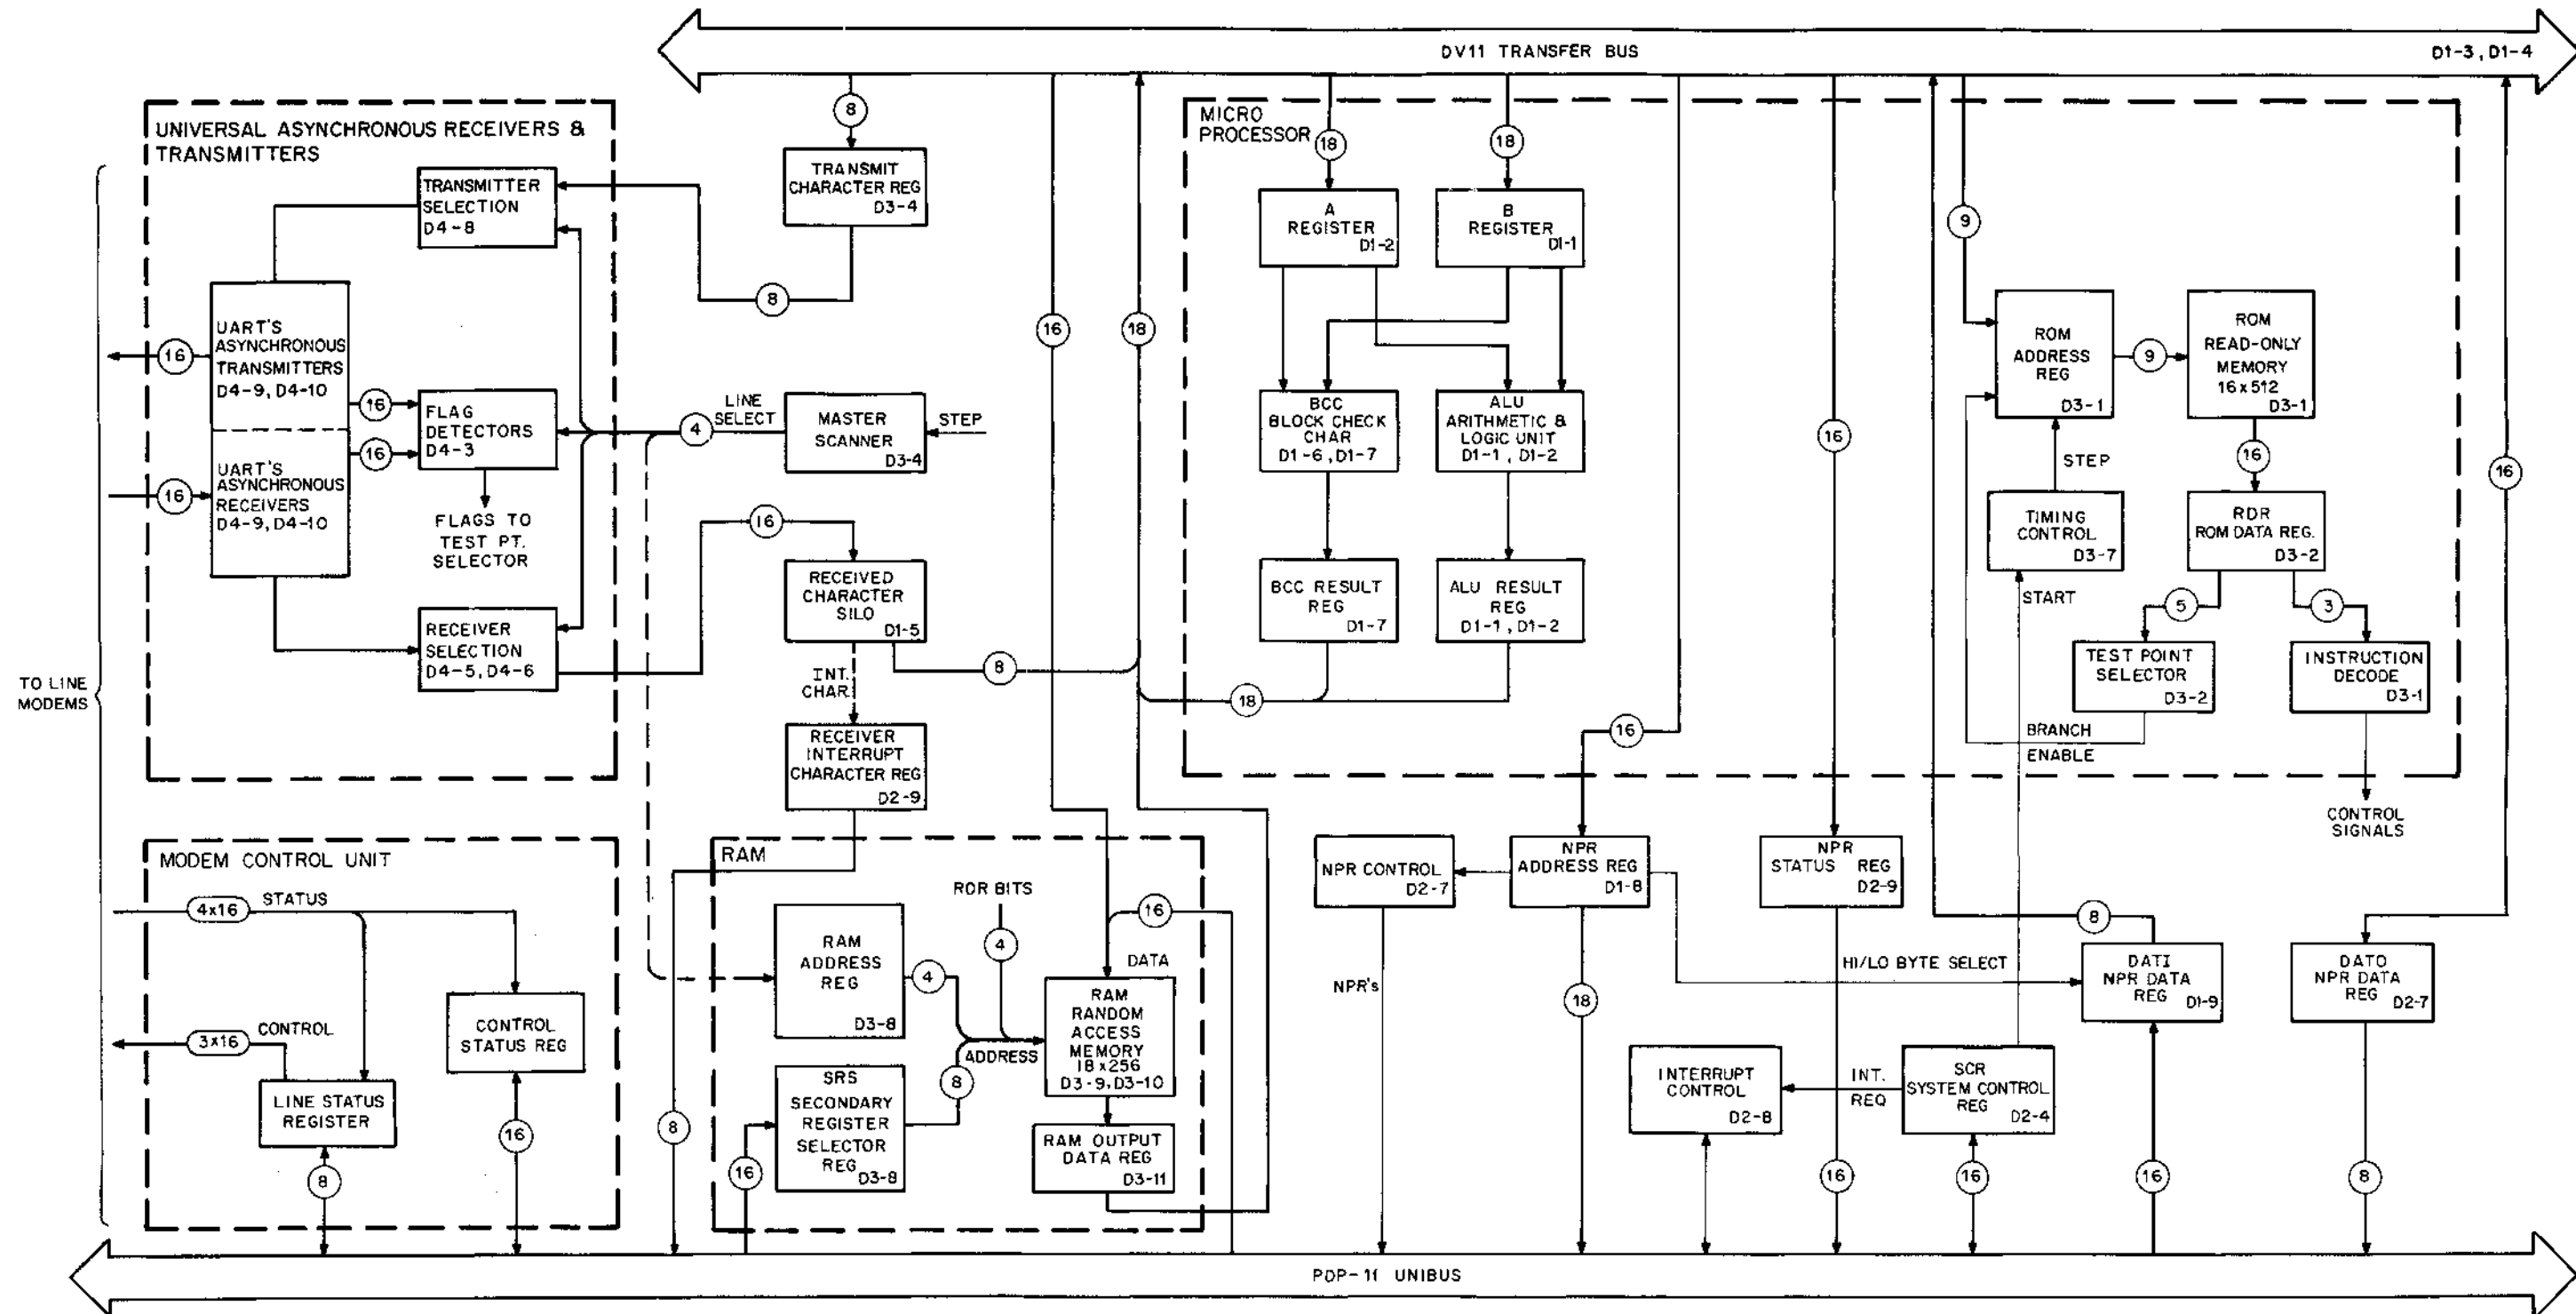 DV11 TRANSFER BUS
D1-3, D1-4
UNIVERSAL ASYNCHRONOUS RECEIVERS &
TRANSMITTERS
TRANSMITTER
SELECTION
D4-8
UART'S
ASYNCHRONOUS
TRANSMITTERS
D4-9, D4-10
UART'S
ASYNCHRONOUS
RECEIVERS
D4-9, D4-10
16
16
16
16
FLAG
DETECTORS
D4-3
FLAGS TO
TEST PT.
SELECTOR
RECEIVER
SELECTION
D4-5, D4-6
TO LINE
MODEMS
8
TRANSMIT
CHARACTER REG
D3-4
8
LINE
SELECT
4
MASTER
SCANNER
D3-4
STEP
16
RECEIVED
CHARACTER
SILO
D1-5
8
INT.
CHAR.
RECEIVER
INTERRUPT
CHARACTER REG
D2-9
8
16
18
MICRO
PROCESSOR
18
18
A
REGISTER
D1-2
B
REGISTER
D1-1
BCC
BLOCK CHECK
CHAR
D1-6, D1-7
ALU
ARITHMETIC &
LOGIC UNIT
D1-1, D1-2
BCC RESULT
REG
D1-7
ALU RESULT
REG
D1-1, D1-2
18
16
16
9
ROM
ADDRESS
REG
D3-1
9
ROM
READ-ONLY
MEMORY
16x512
D3-1
STEP
16
TIMING
CONTROL
D3-7
RDR
ROM DATA REG.
D3-2
START
5
3
TEST POINT
SELECTOR
D3-2
INSTRUCTION
DECODE
D3-1
BRANCH
ENABLE
CONTROL
SIGNALS
16
MODEM CONTROL UNIT
4x16
STATUS
3x16
CONTROL
CONTROL
STATUS REG
LINE STATUS
REGISTER
8
16
RAM
ROR BITS
4
16
RAM
ADDRESS
REG
D3-8
4
DATA
RAM
RANDOM
ACCESS
MEMORY
18x256
D3-9, D3-10
ADDRESS
8
SRS
SECONDARY
REGISTER
SELECTOR
REG
D3-8
16
RAM OUTPUT
DATA REG
D3-11
NPR CONTROL
D2-7
NPR
ADDRESS REG
D1-8
NPR
STATUS REG
D2-9
8
HI/LO BYTE SELECT
DATI
NPR DATA
REG
D1-9
DATO
NPR DATA
REG
D2-7
NPR's
18
INTERRUPT
CONTROL
D2-8
INT.
REQ
SCR
SYSTEM CONTROL
REG
D2-4
16
16
16
8
PDP-11 UNIBUS